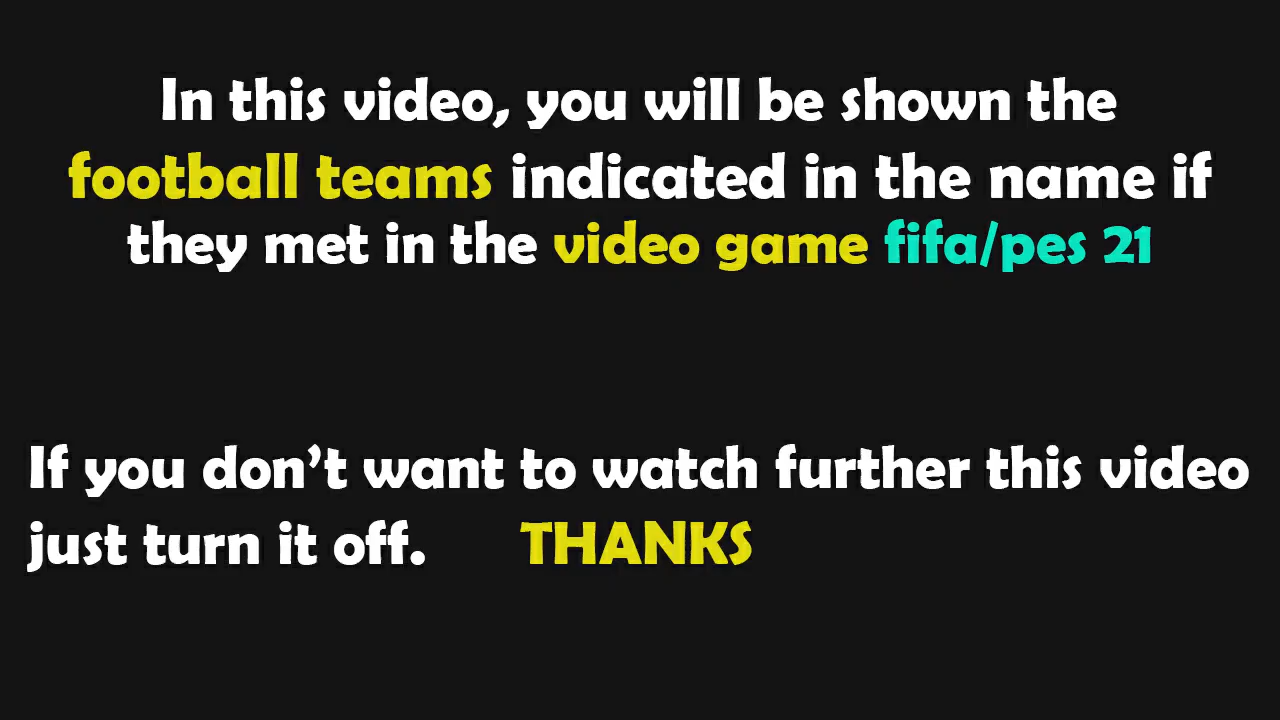 In this video, you will be shown the
football teams indicated in the name if
they met in the video game fifa/pes 21
If you don’t want to watch further this video
just turn it off. THANKS